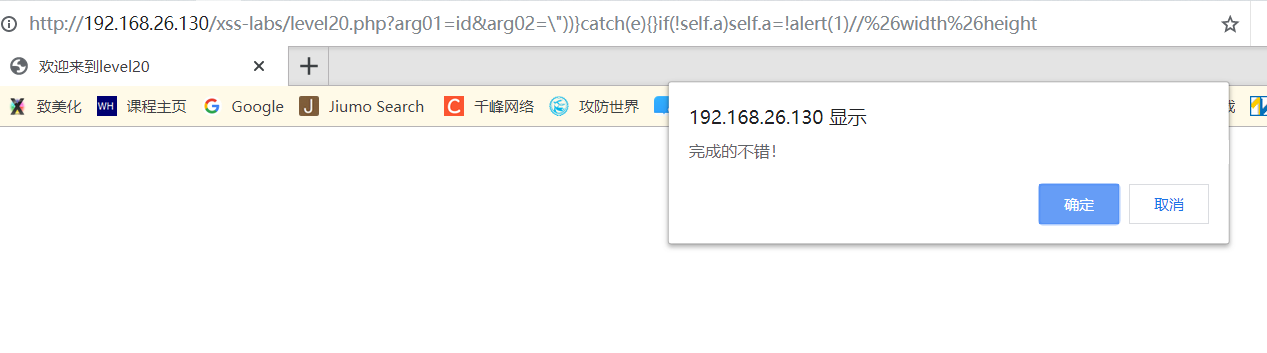 http://192.168.26.130/xss-labs/level20.php?arg01=id&arg02=\"))}catch(e){}if(!self.a)self.a=!alert(1)//%26width%26height
欢迎来到level20
致美化 WH 课程主页 Google J Jiumo Search C 千峰网络 攻防世界
192.168.26.130 显示
完成的不错！
确定 取消